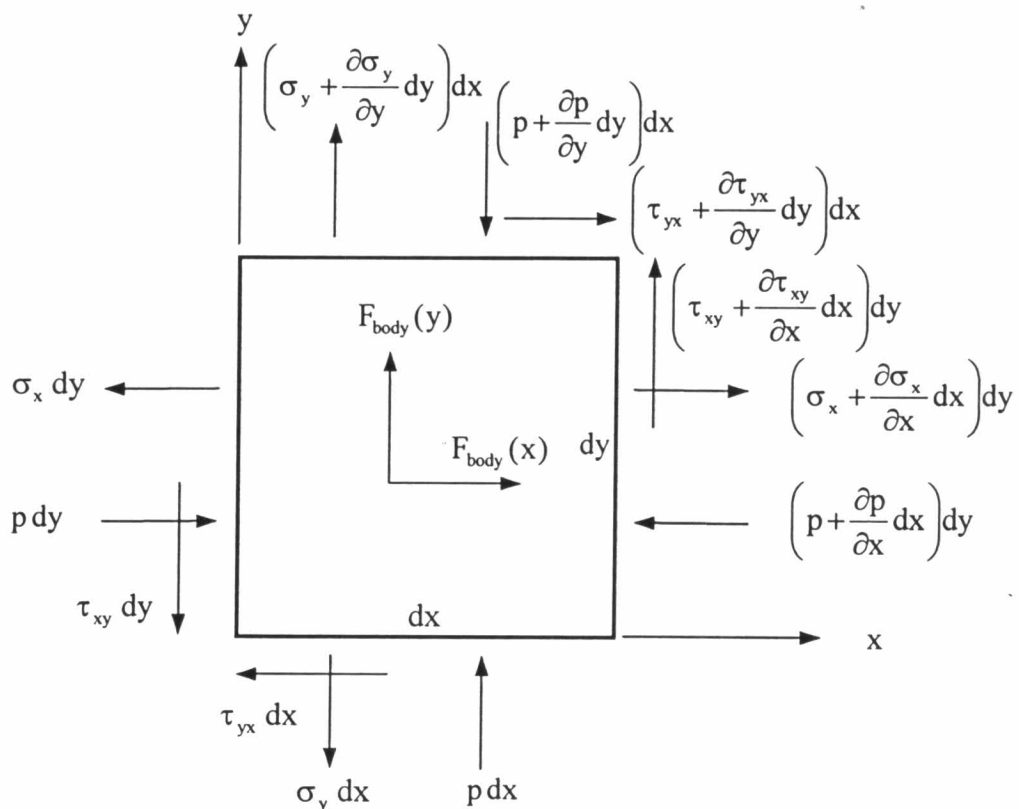 y
(σ_y + ∂σ_y/∂y dy)dx
(p + ∂p/∂y dy)dx
(τ_yx + ∂τ_yx/∂y dy)dx
(τ_xy + ∂τ_xy/∂x dx)dy
F_body(y)
σ_x dy
(σ_x + ∂σ_x/∂x dx)dy
F_body(x)
dy
p dy
(p + ∂p/∂x dx)dy
τ_xy dy
dx
x
τ_yx dx
σ_y dx
p dx